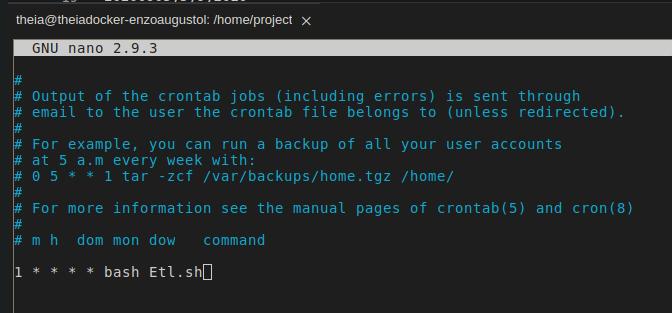 theia@theiadocker-enzoaugustol: /home/project ×
GNU nano 2.9.3
#
# Output of the crontab jobs (including errors) is sent through
# email to the user the crontab file belongs to (unless redirected).
#
# For example, you can run a backup of all your user accounts
# at 5 a.m every week with:
# 0 5 * * 1 tar -zcf /var/backups/home.tgz /home/
#
# For more information see the manual pages of crontab(5) and cron(8)
#
# m h  dom mon dow   command
1 * * * * bash Etl.sh